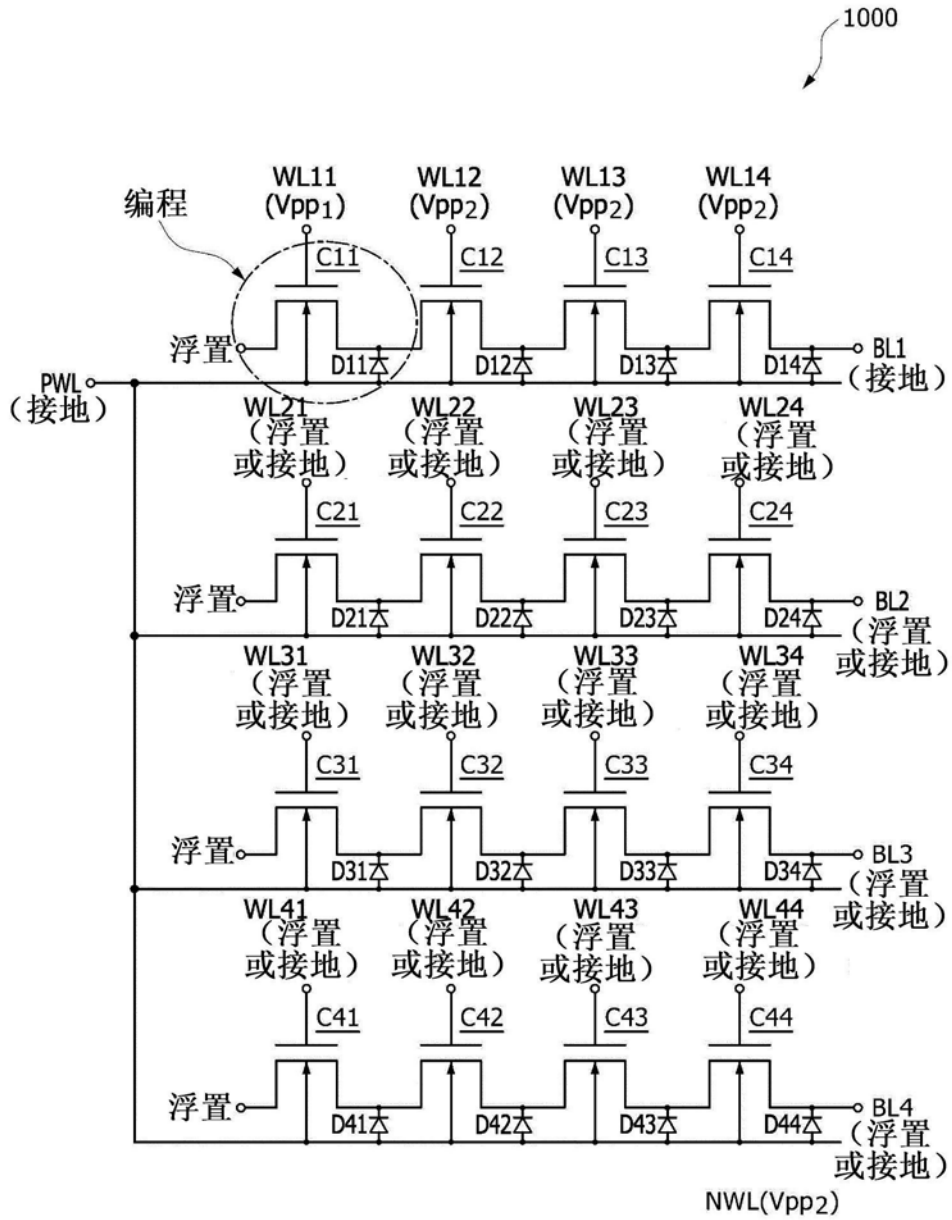 1000
编程
WL11 WL12 WL13 WL14
(Vpp1) (Vpp2) (Vpp2) (Vpp2)
C11 C12 C13 C14
浮置
D11 D12 D13 D14 BL1
PWL (接地)
(接地)
WL21 WL22 WL23 WL24
(浮置 (浮置 (浮置 (浮置
或接地) 或接地) 或接地) 或接地)
C21 C22 C23 C24
浮置
D21 D22 D23 D24 BL2
(浮置
或接地)
WL31 WL32 WL33 WL34
(浮置 (浮置 (浮置 (浮置
或接地) 或接地) 或接地) 或接地)
C31 C32 C33 C34
浮置
D31 D32 D33 D34 BL3
(浮置
或接地)
WL41 WL42 WL43 WL44
(浮置 (浮置 (浮置 (浮置
或接地) 或接地) 或接地) 或接地)
C41 C42 C43 C44
浮置
D41 D42 D43 D44 BL4
(浮置
或接地)
NWL(Vpp2)